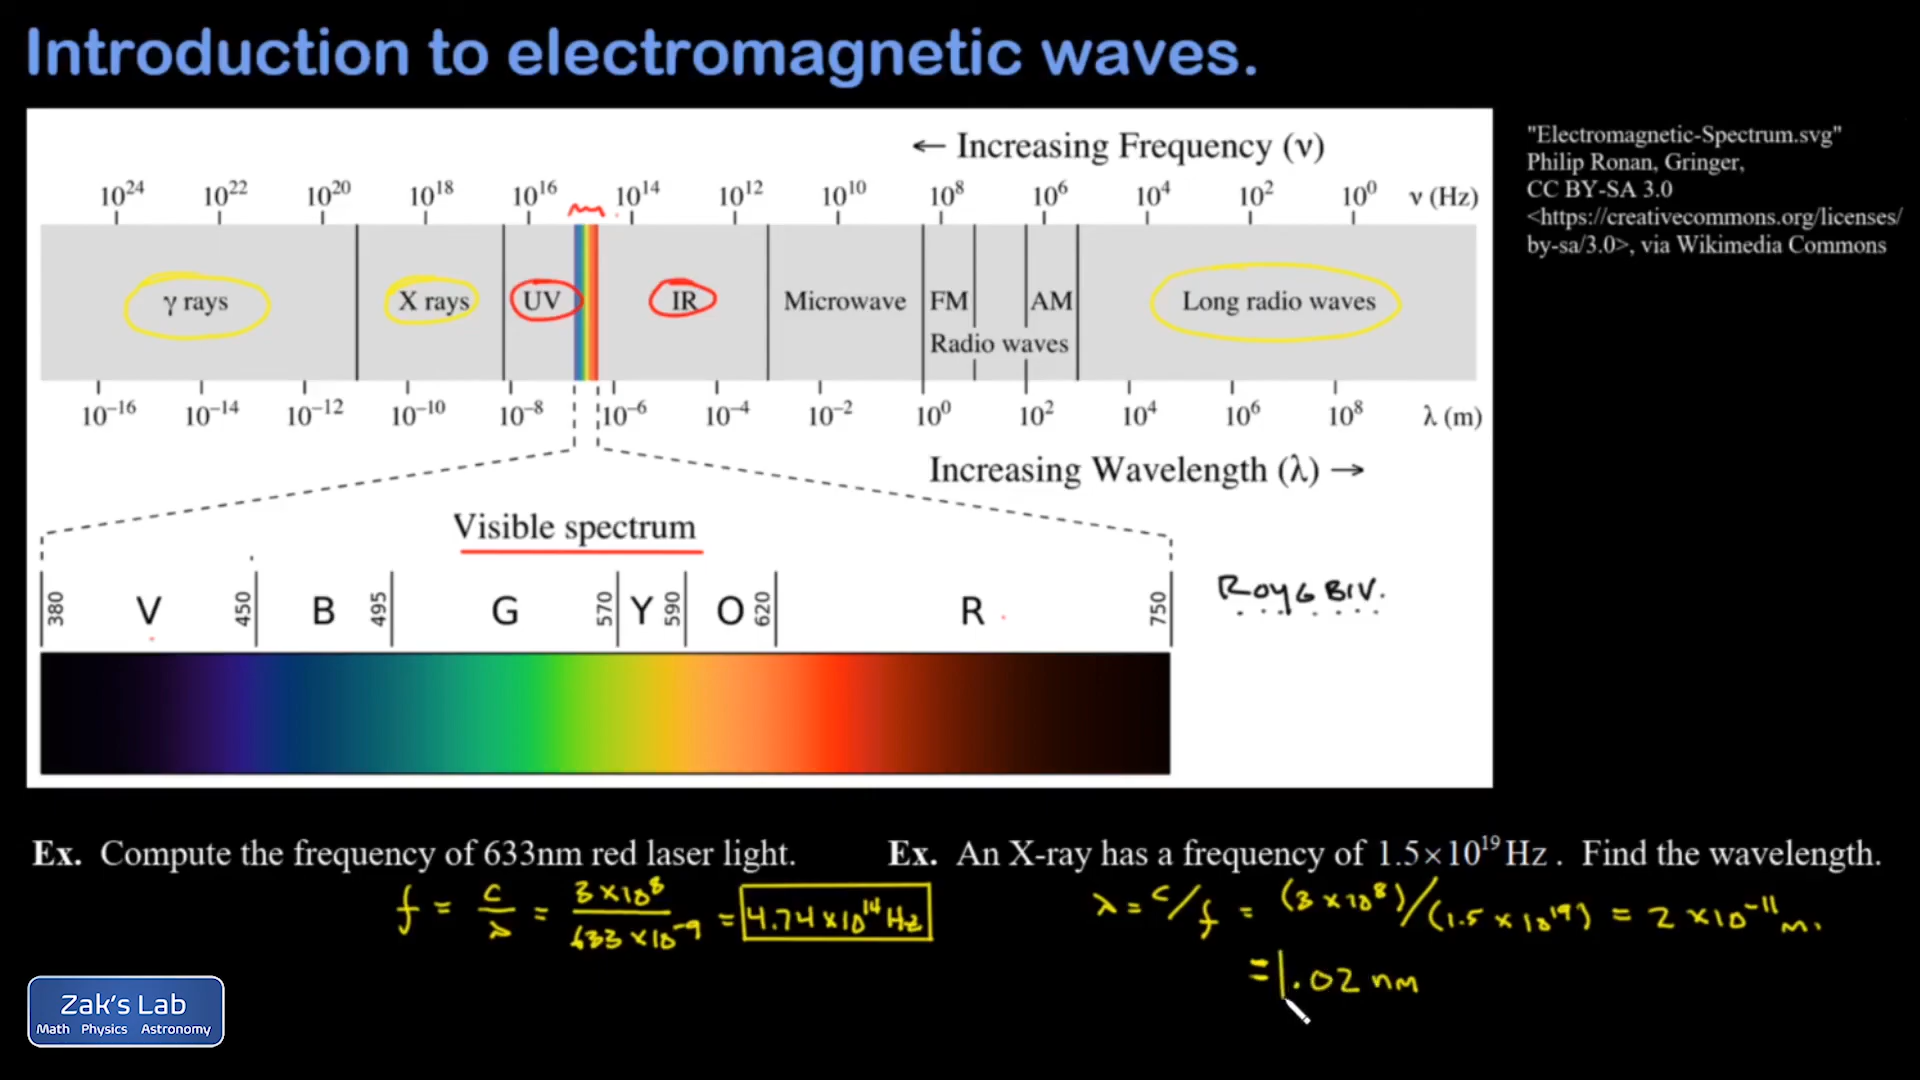 Introduction to electromagnetic waves.
← Increasing Frequency (ν)
10²⁴ 10²² 10²⁰ 10¹⁸ 10¹⁶ 10¹⁴ 10¹² 10¹⁰ 10⁸ 10⁶ 10⁴ 10² 10⁰ ν (Hz)
γ rays X rays UV IR Microwave FM AM Long radio waves
Radio waves
10⁻¹⁶ 10⁻¹⁴ 10⁻¹² 10⁻¹⁰ 10⁻⁸ 10⁻⁶ 10⁻⁴ 10⁻² 10⁰ 10² 10⁴ 10⁶ 10⁸ λ (m)
Increasing Wavelength (λ) →
Visible spectrum
380 V 450 B 495 G 570 Y 590 O 620 R 750
ROYGBIV.
"Electromagnetic-Spectrum.svg"
Philip Ronan, Gringer,
CC BY-SA 3.0
<https://creativecommons.org/licenses/
by-sa/3.0>, via Wikimedia Commons
Ex. Compute the frequency of 633nm red laser light.
f = c/λ = 3×10⁸/633×10⁻⁹ = 4.74×10¹⁴ Hz
Ex. An X-ray has a frequency of 1.5×10¹⁹ Hz. Find the wavelength.
λ = c/f = (3×10⁸)/(1.5×10¹⁹) = 2×10⁻¹¹ m.
= .02 nm
Zak's Lab
Math Physics Astronomy